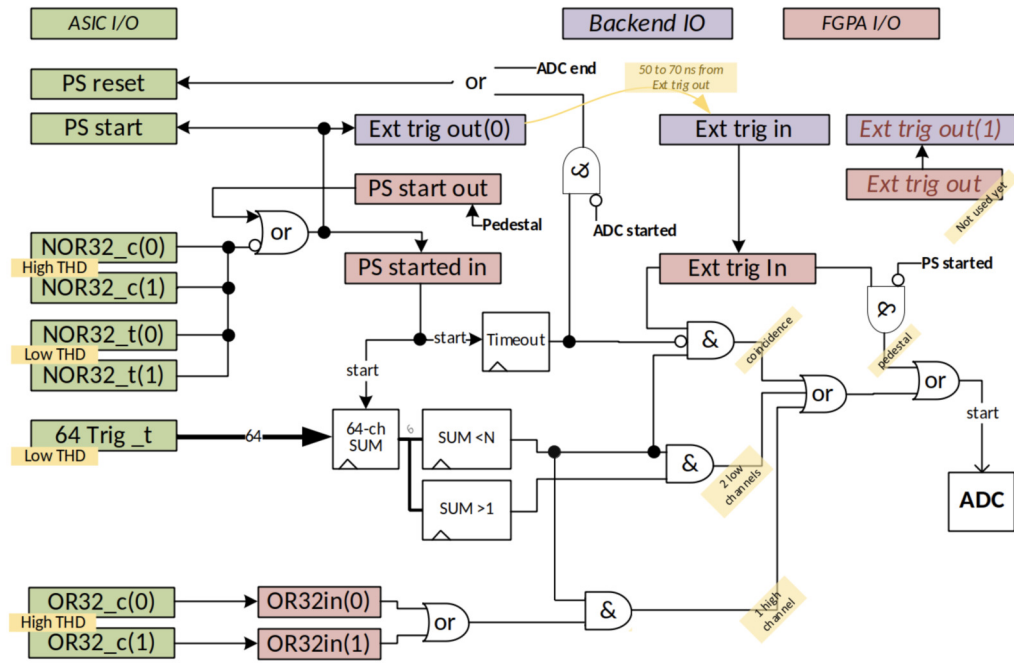 ASIC I/O
Backend IO
FGPA I/O
PS reset
or
ADC end
50 to 70 ns from
Ext trig out
PS start
Ext trig out(0)
Ext trig in
Ext trig out(1)
&
PS start out
Ext trig out
Pedestal
Not used yet
or
ADC started
NOR32_c(0)
High THD
NOR32_c(1)
PS started in
Ext trig In
PS started
&
NOR32_t(0)
Low THD
NOR32_t(1)
start
Timeout
&
coincidence
pedestal
start
or
or
start
64 Trig _t
Low THD
64
64-ch
SUM
6
SUM <N
SUM >1
&
2 low
channels
ADC
OR32_c(0)
High THD
OR32_c(1)
OR32in(0)
OR32in(1)
or
&
1 high
channel